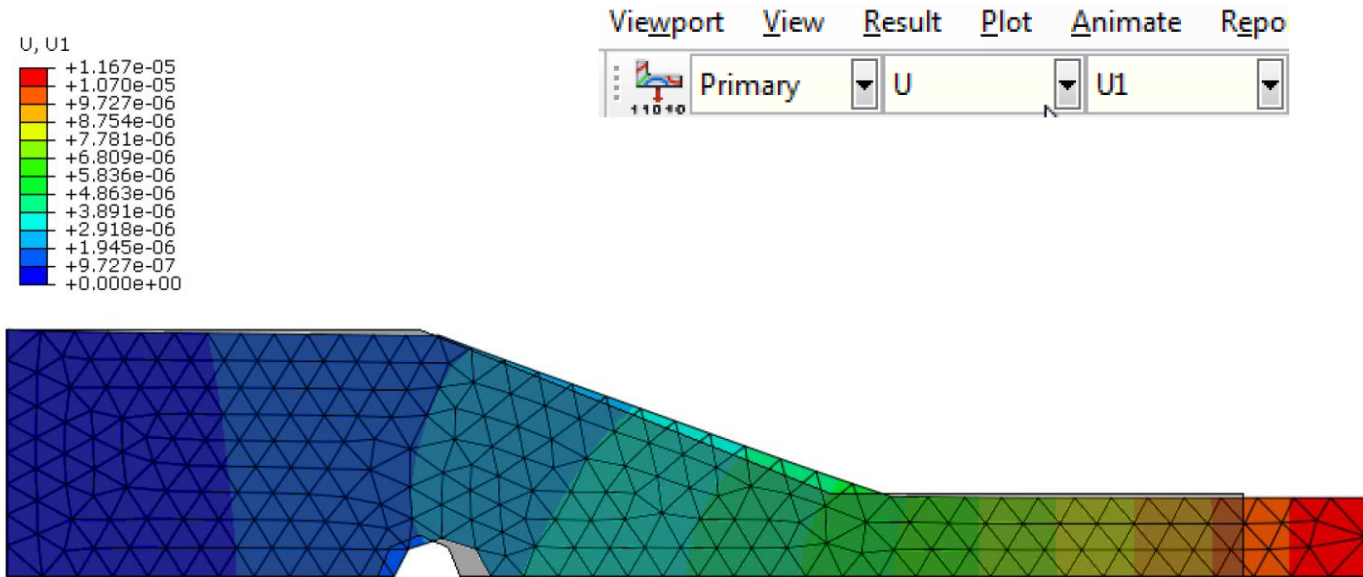 Viewport View Result Plot Animate Repo
Primary U U1
U, U1
+1.167e-05
+1.070e-05
+9.727e-06
+8.754e-06
+7.781e-06
+6.809e-06
+5.836e-06
+4.863e-06
+3.891e-06
+2.918e-06
+1.945e-06
+9.727e-07
+0.000e+00